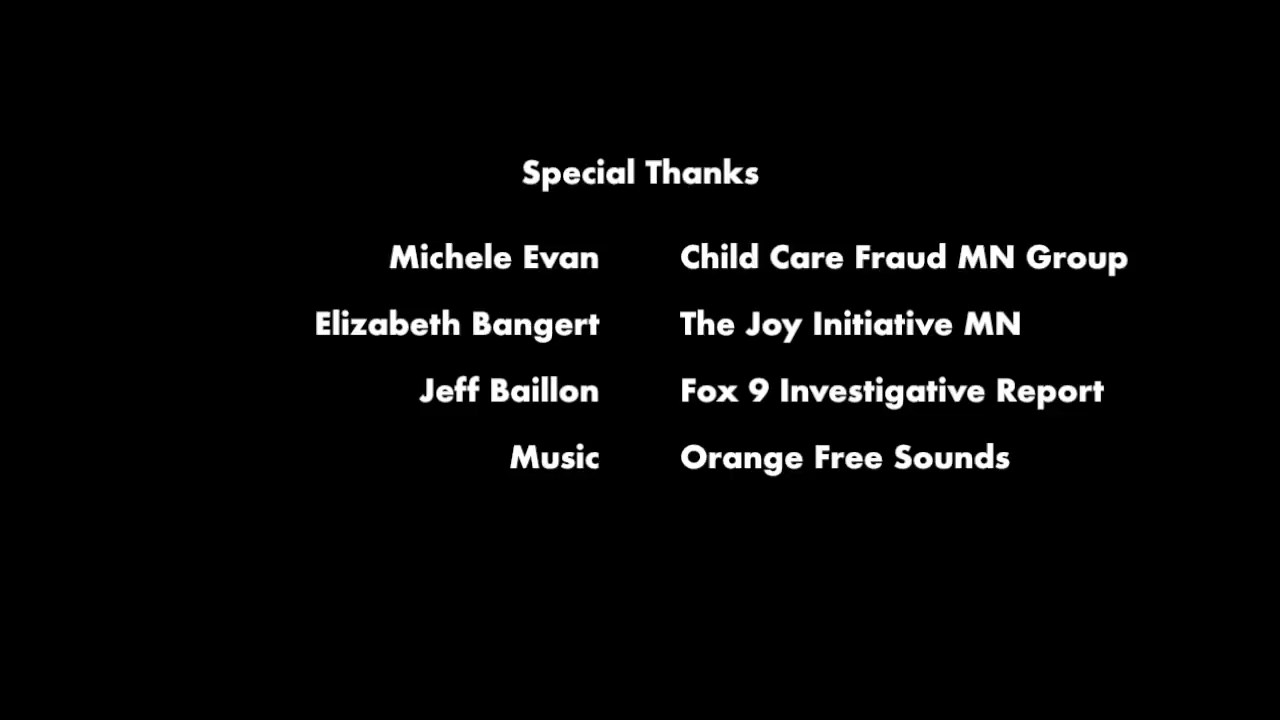 Special Thanks
Michele Evan Child Care Fraud MN Group
Elizabeth Bangert The Joy Initiative MN
Jeff Baillon Fox 9 Investigative Report
Music Orange Free Sounds